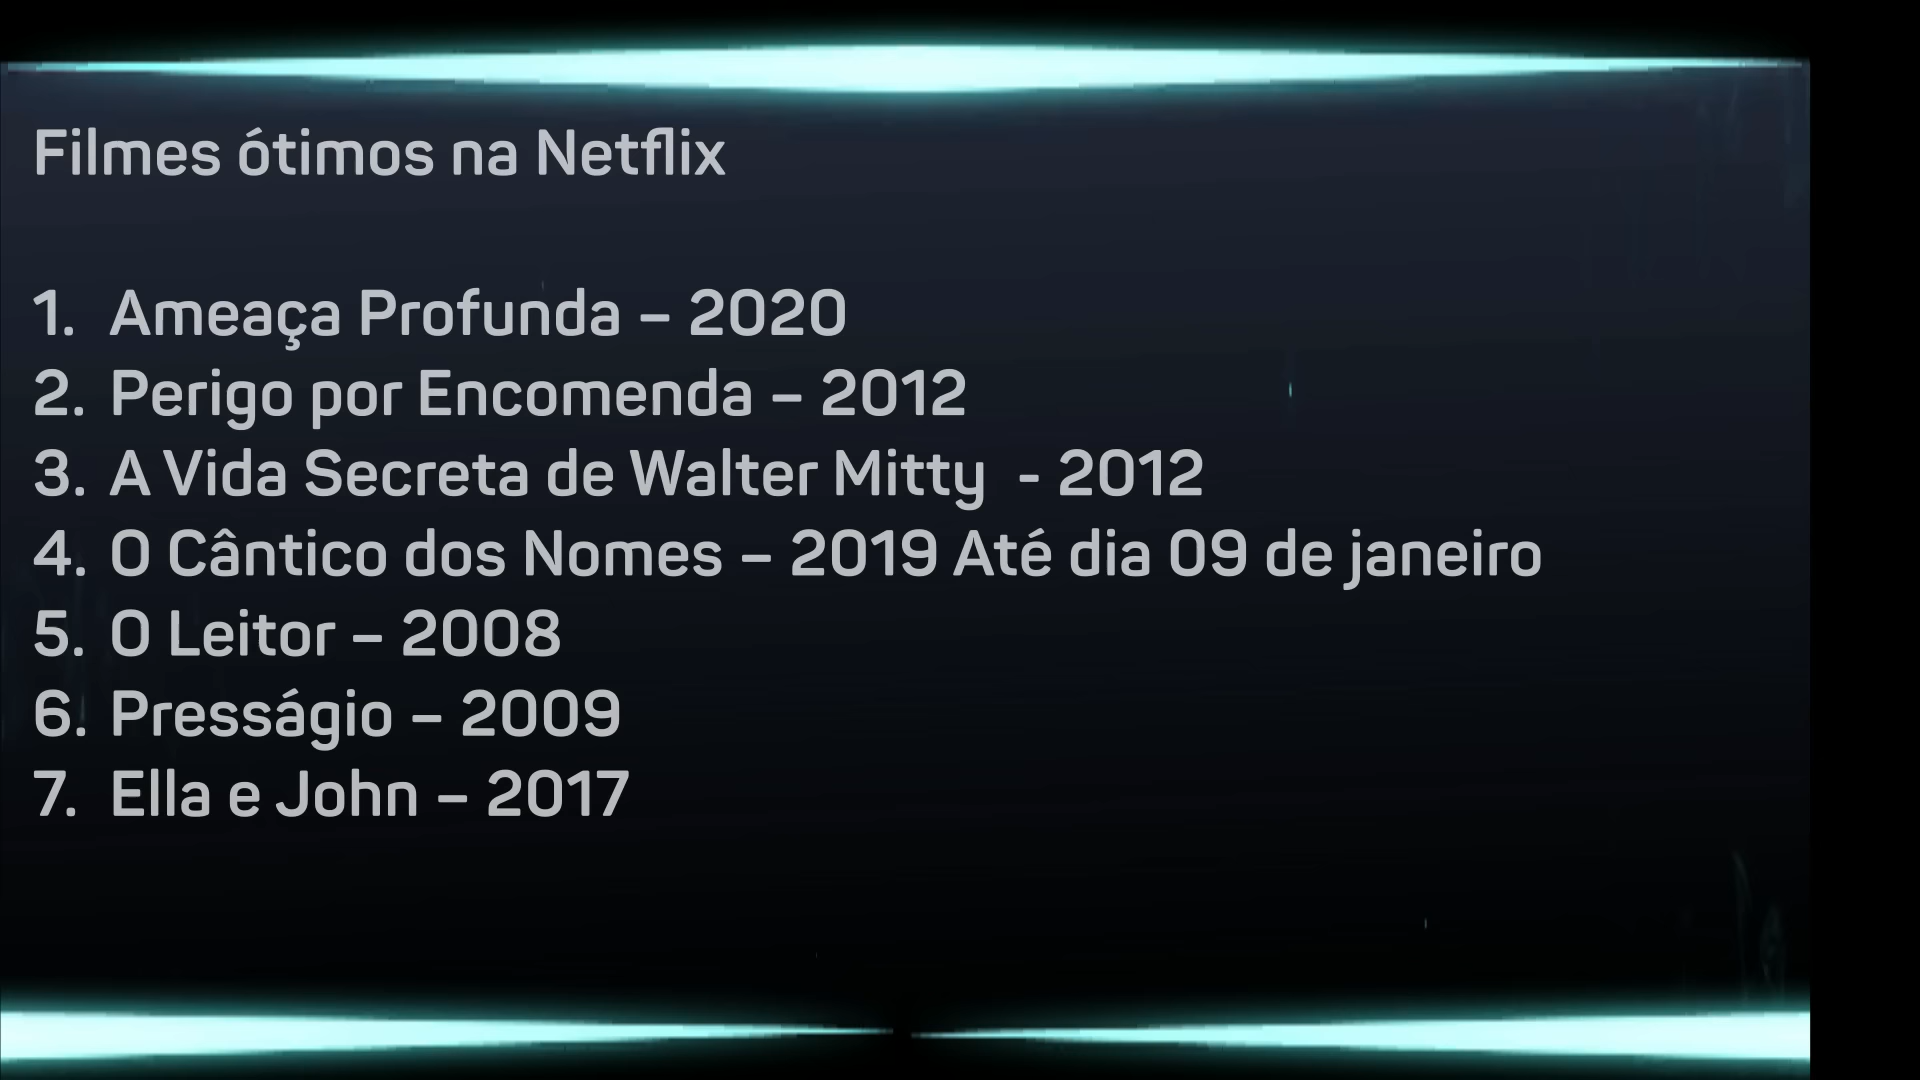 Filmes ótimos na Netflix
1. Ameaça Profunda – 2020
2. Perigo por Encomenda – 2012
3. A Vida Secreta de Walter Mitty  - 2012
4. O Cântico dos Nomes – 2019 Até dia 09 de janeiro
5. O Leitor – 2008
6. Presságio – 2009
7. Ella e John – 2017